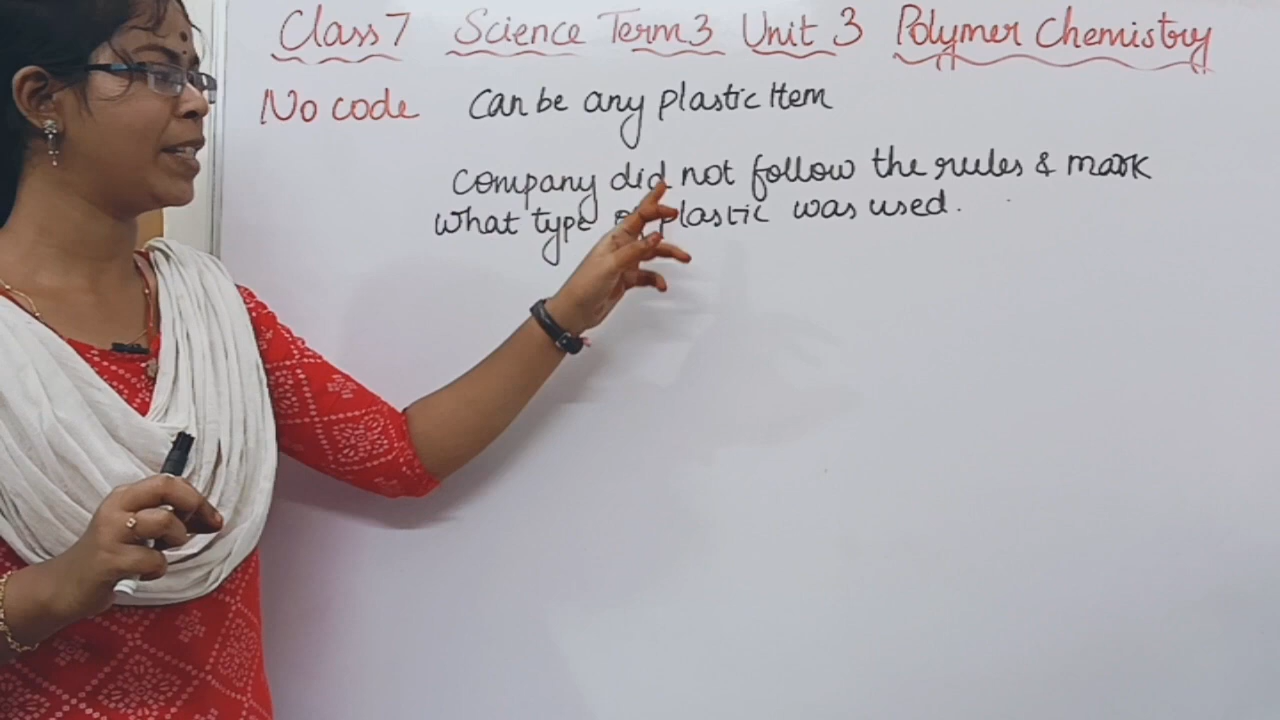 Class 7 Science Term 3 Unit 3 Polymer Chemistry
No code Can be any plastic Item
Company did not follow the rules & mark
what type of plastic was used.